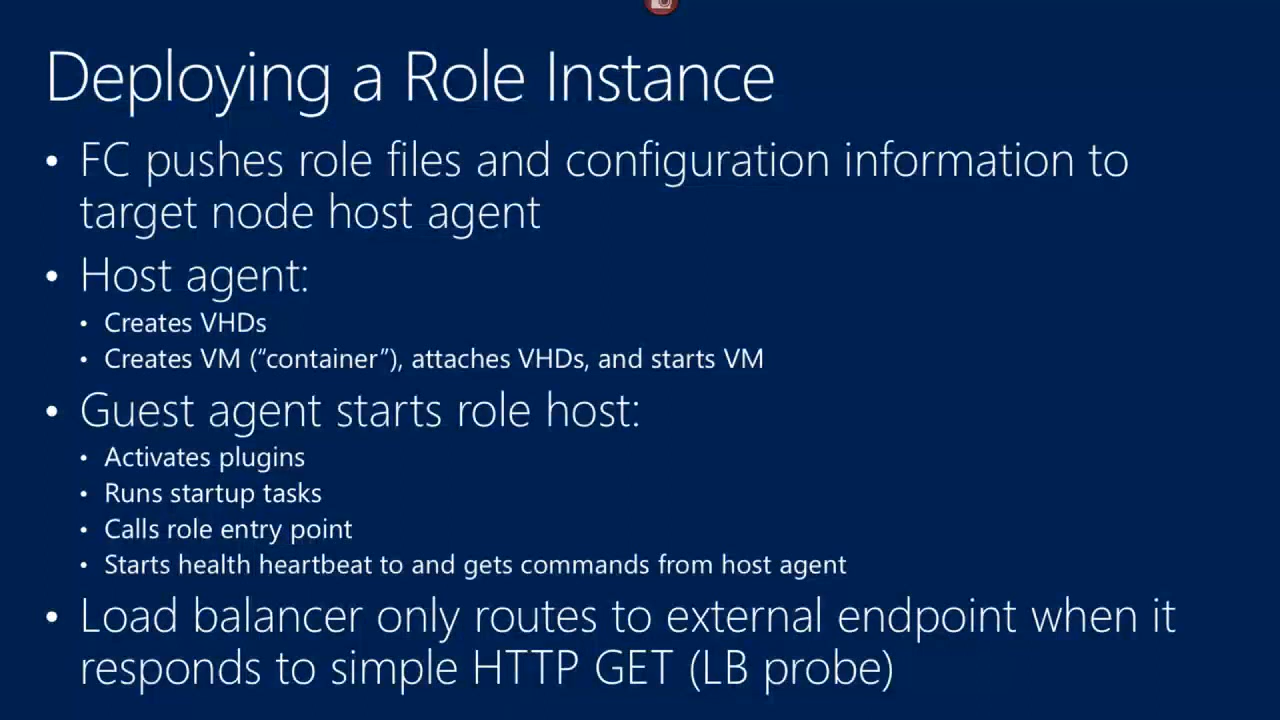 Deploying a Role Instance
• FC pushes role files and configuration information to
target node host agent
• Host agent:
• Creates VHDs
• Creates VM (“container”), attaches VHDs, and starts VM
• Guest agent starts role host:
• Activates plugins
• Runs startup tasks
• Calls role entry point
• Starts health heartbeat to and gets commands from host agent
• Load balancer only routes to external endpoint when it
responds to simple HTTP GET (LB probe)